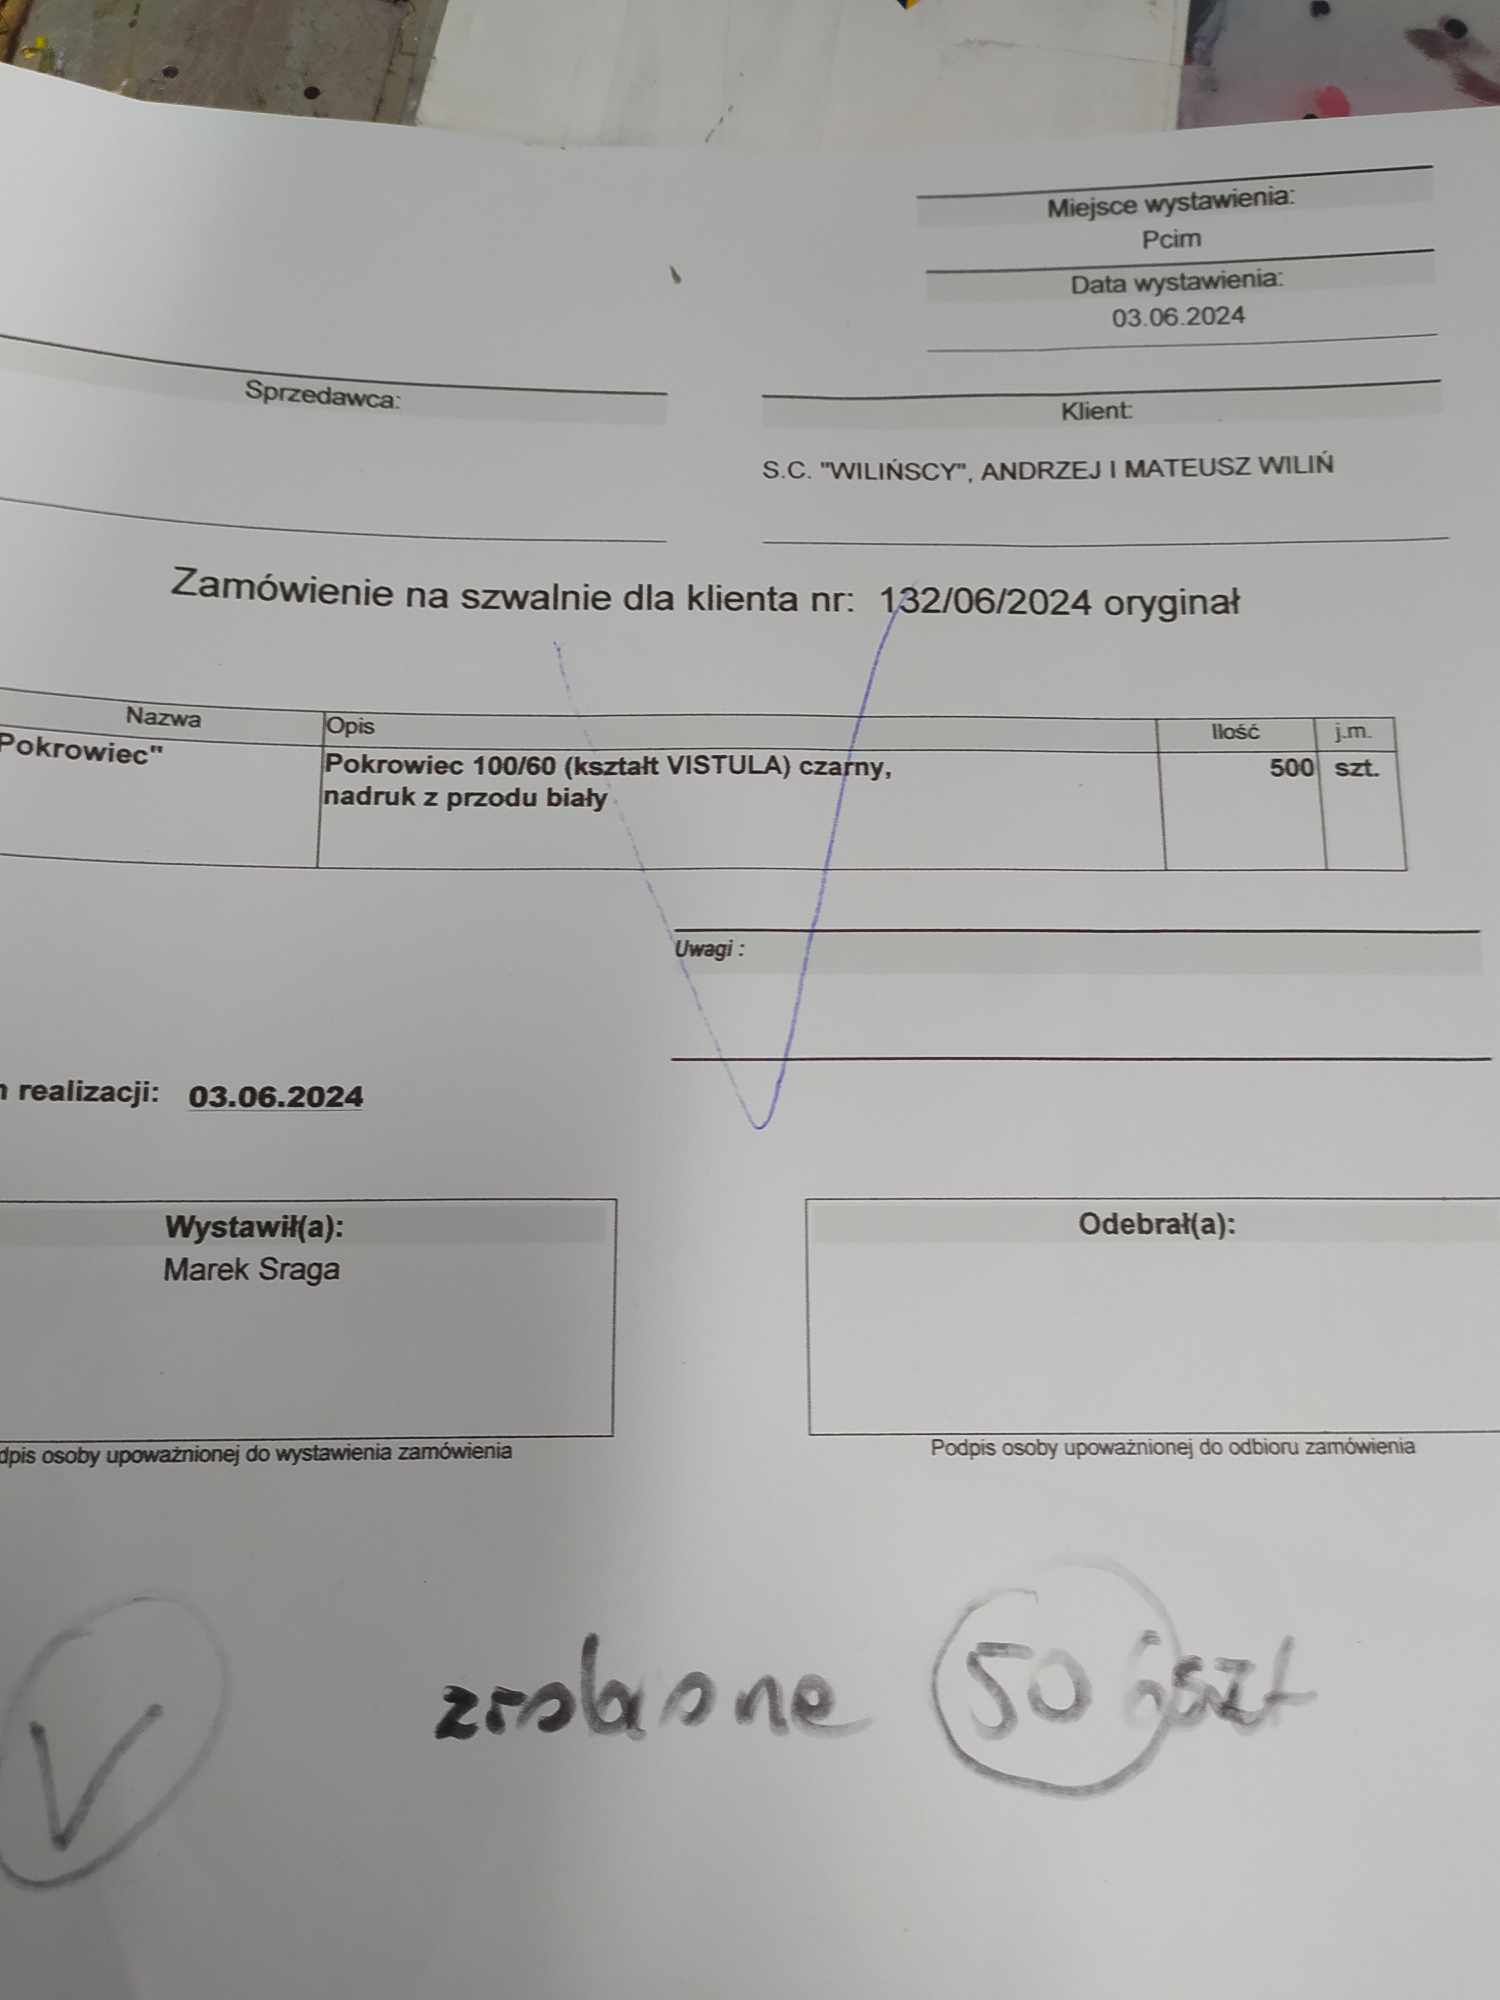 Miejsce wystawienia:
Pcim
Data wystawienia:
03.06.2024
Sprzedawca:
Klient:
S.C. "WILIŃSCY", ANDRZEJ I MATEUSZ WILIŃ
Zamówienie na szwalnie dla klienta nr: 132/06/2024 oryginał
Nazwa Opis Ilość j.m.
Pokrowiec" Pokrowiec 100/60 (kształt VISTULA) czarny, 500 szt.
nadruk z przodu biały
Uwagi :
realizacji: 03.06.2024
Wystawił(a):
Marek Sraga
Odebrał(a):
dpis osoby upoważnionej do wystawienia zamówienia
Podpis osoby upoważnionej do odbioru zamówienia
V zrobione 506szt